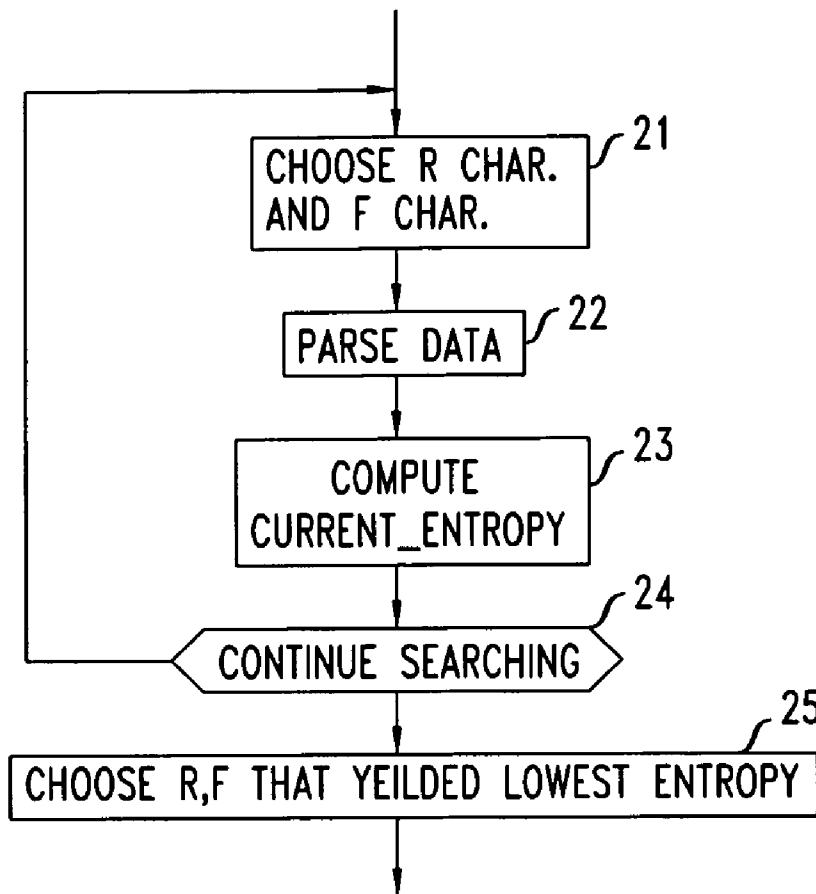 21
CHOOSE R CHAR.
AND F CHAR.
22
PARSE DATA
23
COMPUTE
CURRENT_ENTROPY
24
CONTINUE SEARCHING
25
CHOOSE R,F THAT YEILDED LOWEST ENTROPY